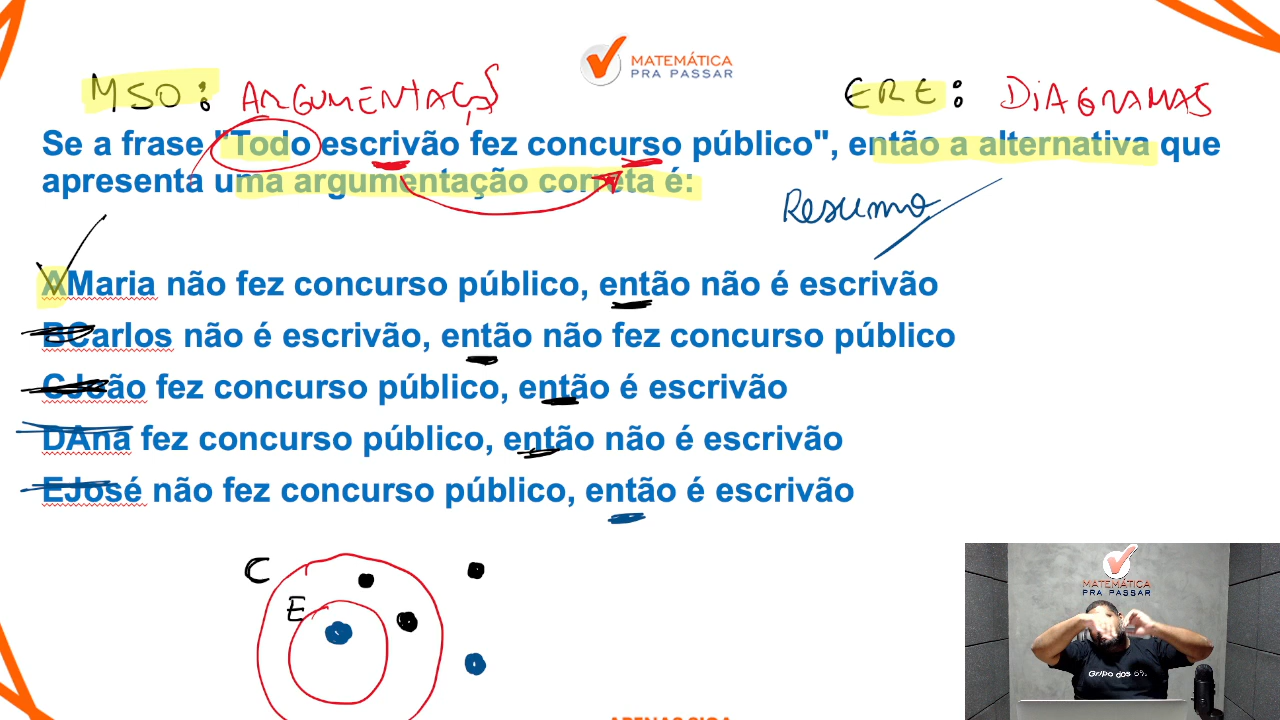 MATEMÁTICA
PRA PASSAR
MSO: ARGUMENTAÇÃO ERE: DIAGRAMAS
Se a frase "Todo escrivão fez concurso público", então a alternativa que
apresenta uma argumentação correta é:
Resumo
AMaria não fez concurso público, então não é escrivão
BCarlos não é escrivão, então não fez concurso público
CJoão fez concurso público, então é escrivão
DAna fez concurso público, então não é escrivão
EJosé não fez concurso público, então é escrivão
C
E
MATEMÁTICA
PRA PASSAR
Gripo dos 5%